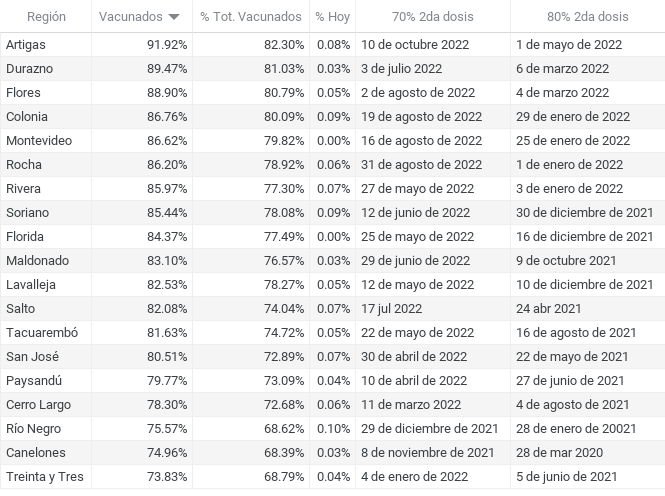 Región Vacunados % Tot. Vacunados % Hoy 70% 2da dosis 80% 2da dosis
Artigas 91.92% 82.30% 0.08% 10 de octubre 2022 1 de mayo de 2022
Durazno 89.47% 81.03% 0.03% 3 de julio 2022 6 de marzo 2022
Flores 88.90% 80.79% 0.05% 2 de agosto de 2022 4 de marzo 2022
Colonia 86.76% 80.09% 0.09% 19 de agosto de 2022 29 de enero de 2022
Montevideo 86.62% 79.82% 0.00% 16 de agosto de 2022 25 de enero de 2022
Rocha 86.20% 78.92% 0.06% 31 de agosto de 2022 1 de enero de 2022
Rivera 85.97% 77.30% 0.07% 27 de mayo de 2022 3 de enero de 2022
Soriano 85.44% 78.08% 0.09% 12 de junio de 2022 30 de diciembre de 2021
Florida 84.37% 77.49% 0.00% 25 de mayo de 2022 16 de diciembre de 2021
Maldonado 83.10% 76.57% 0.03% 29 de junio de 2022 9 de octubre 2021
Lavalleja 82.53% 78.27% 0.05% 12 de mayo de 2022 10 de diciembre de 2021
Salto 82.08% 74.04% 0.07% 17 jul 2022 24 abr 2021
Tacuarembó 81.63% 74.72% 0.05% 22 de mayo de 2022 16 de agosto de 2021
San José 80.51% 72.89% 0.07% 30 de abril de 2022 22 de mayo de 2021
Paysandú 79.77% 73.09% 0.04% 10 de abril de 2022 27 de junio de 2021
Cerro Largo 78.30% 72.68% 0.06% 11 de marzo 2022 4 de agosto de 2021
Río Negro 75.57% 68.62% 0.10% 29 de diciembre de 2021 28 de enero de 20021
Canelones 74.96% 68.39% 0.03% 8 de noviembre de 2021 28 de mar 2020
Treinta y Tres 73.83% 68.79% 0.04% 4 de enero de 2022 5 de junio de 2021